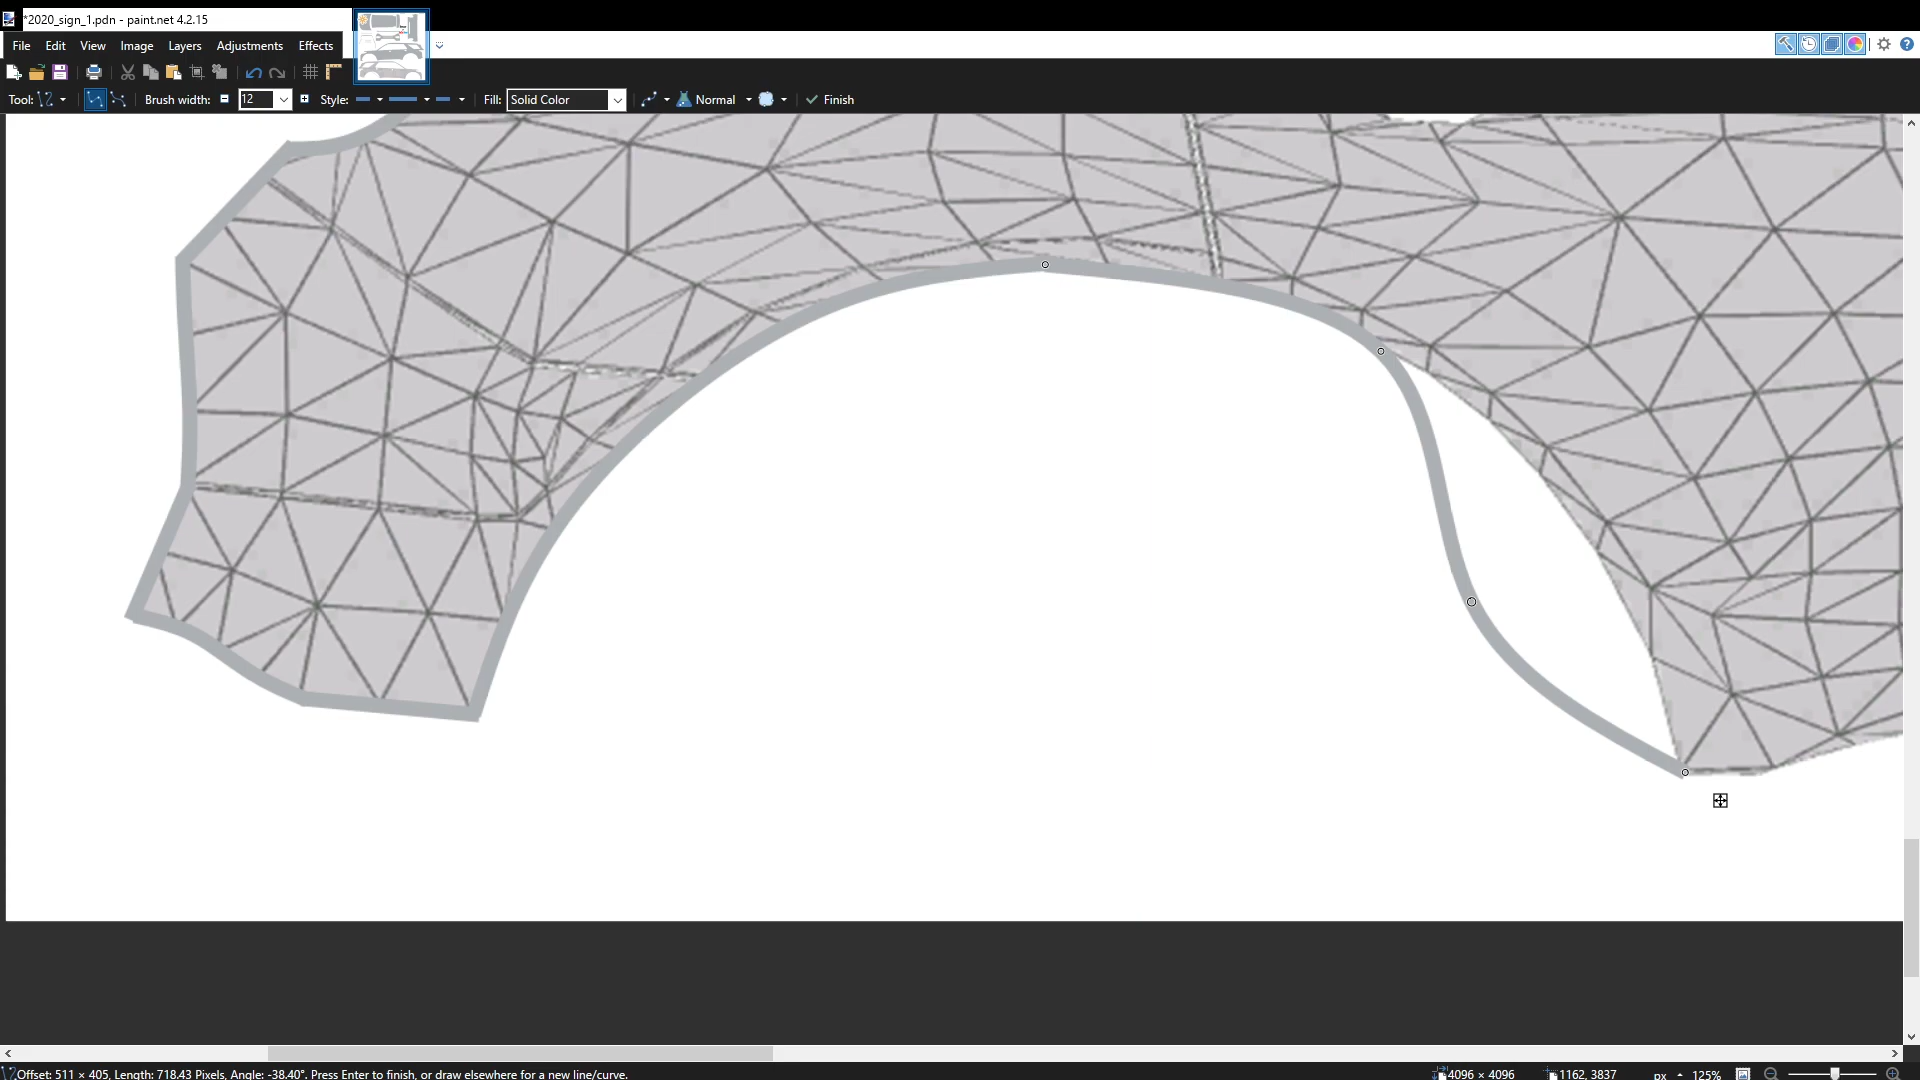 *2020_sign_1.pdn - paint.net 4.2.15
File Edit View Image Layers Adjustments Effects
Tool: Brush width: 12 Style: Fill: Solid Color Normal Finish
Offset: 511 × 405, Length: 718.43 Pixels, Angle: -38.40°. Press Enter to finish, or draw elsewhere for a new line/curve. 4096 × 4096 1162, 3837 px 125%